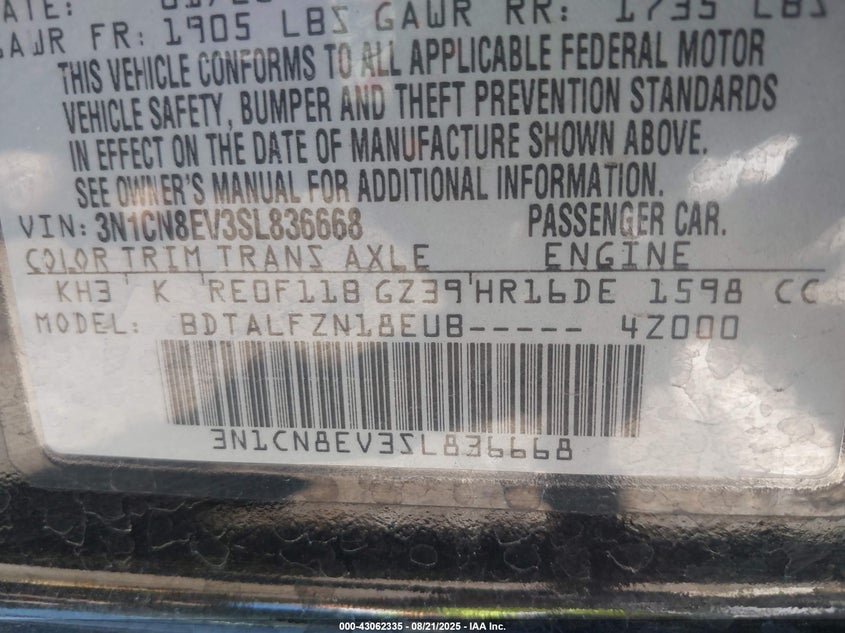 ATE:
GAWR FR: 1905 LBS GAWR RR: 1735 LBS
THIS VEHICLE CONFORMS TO ALL APPLICABLE FEDERAL MOTOR
VEHICLE SAFETY, BUMPER AND THEFT PREVENTION STANDARDS
IN EFFECT ON THE DATE OF MANUFACTURE SHOWN ABOVE.
SEE OWNER'S MANUAL FOR ADDITIONAL INFORMATION.
VIN: 3N1CN8EV3SL836668 PASSENGER CAR.
COLOR TRIM TRANS AXLE ENGINE
KH3 K RE0F11B GZ39 HR16DE 1598 CC
MODEL: BDTALFZN18EUB----- 4Z000
3N1CN8EV3SL836668
000-43062335 - 08/21/2025 - IAA Inc.